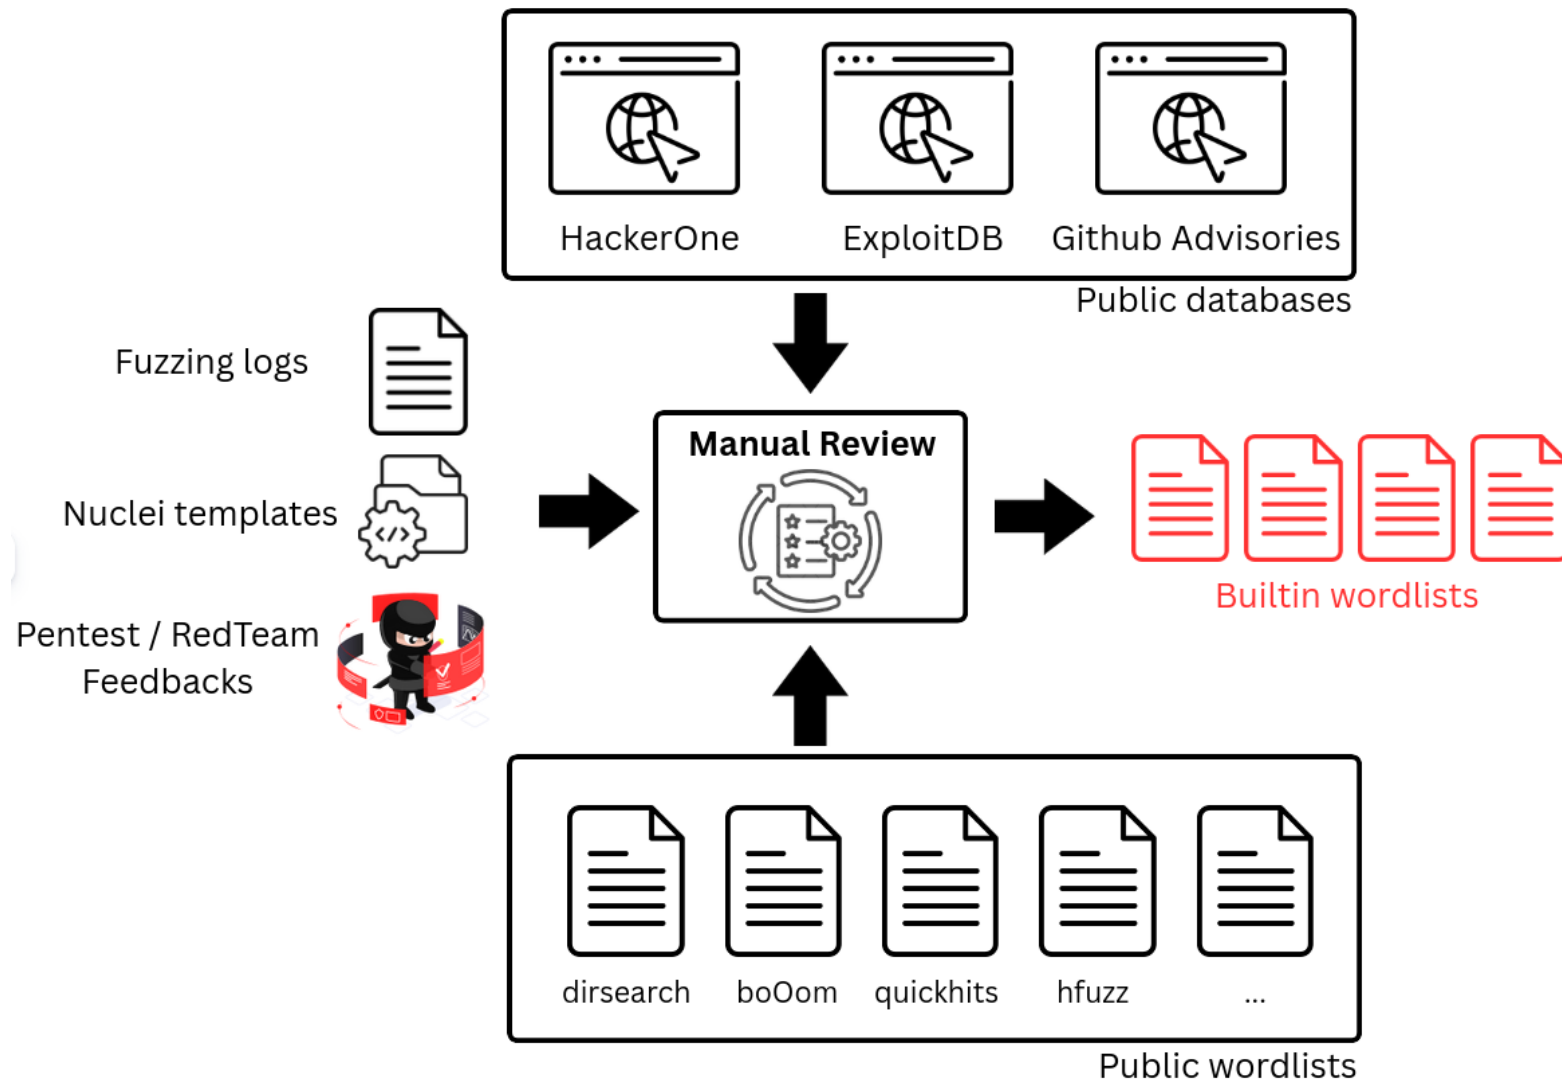 HackerOne
ExploitDB
Github Advisories
Public databases
Fuzzing logs
Nuclei templates
Pentest / RedTeam
Feedbacks
Manual Review
Builtin wordlists
dirsearch
boOom
quickhits
hfuzz
...
Public wordlists